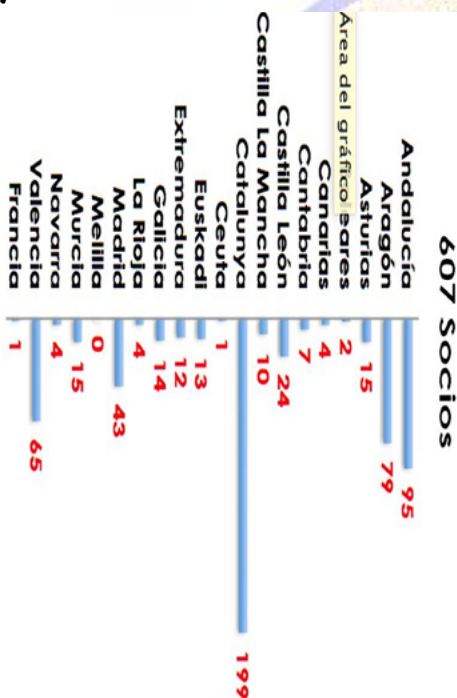 607 Socios
Andalucía 95
Aragón 79
Asturias 15
Área del gráfico eares 2
Canarias 4
Cantabria 7
Castilla León 24
Castilla La Mancha 10
Catalunya 199
Ceuta 1
Euskadi 13
Extremadura 12
Galicia 14
La Rioja 4
Madrid 43
Melilla 0
Murcia 15
Navarra 4
Valencia 65
Francia 1